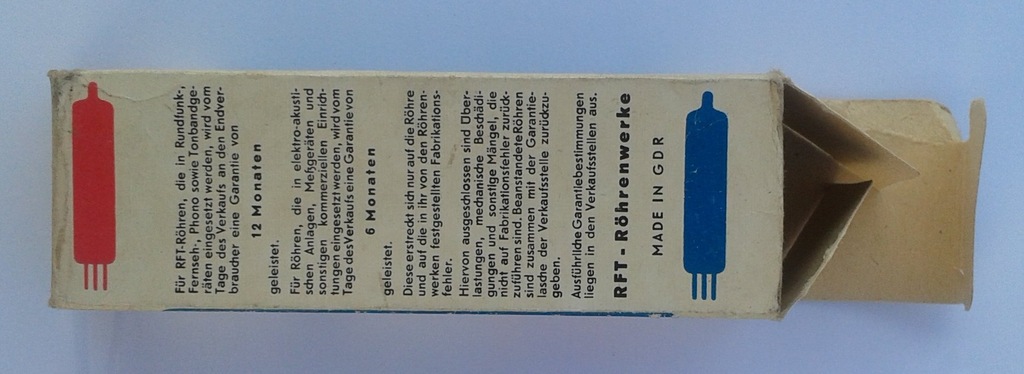 Für RFT-Röhren, die in Rundfunk-,
Fernseh-, Phono sowie Tonbandge-
räten eingesetzt werden, wird vom
Tage des Verkaufs an den Endver-
braucher eine Garantie von
12 Monaten
geleistet.
Für Röhren, die in elektro-akusti-
schen Anlagen, Meßgeräten und
sonstigen kommerziellen Einrich-
tungen eingesetzt werden, wird vom
Tage des Verkaufs eine Garantie von
6 Monaten
geleistet.
Diese erstreckt sich nur auf die Röhre
und auf die in ihr von den Röhren-
werken festgestellten Fabrikations-
fehler.
Hiervon ausgeschlossen sind Über-
lastungen, mechanische Beschädi-
gungen und sonstige Mängel, die
nicht auf Fabrikationsfehler zurück-
zuführen sind. Beanstandete Röhren
sind zusammen mit der Garantie-
lasche der Verkaufsstelle zurückzu-
geben.
Ausführliche Garantiebestimmungen
liegen in den Verkaufsstellen aus.
RFT-Röhrenwerke
MADE IN GDR